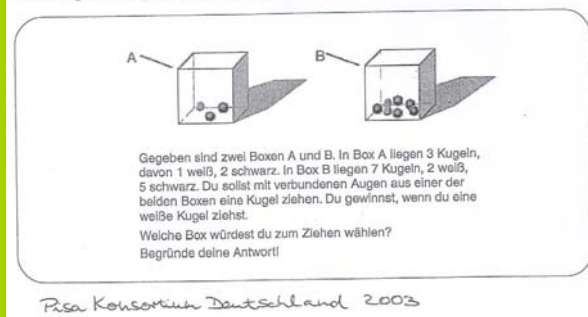 A
B
Gegeben sind zwei Boxen A und B. In Box A liegen 3 Kugeln,
davon 1 weiß, 2 schwarz. In Box B liegen 7 Kugeln, 2 weiß,
5 schwarz. Du sollst mit verbundenen Augen aus einer der
beiden Boxen eine Kugel ziehen. Du gewinnst, wenn du eine
weiße Kugel ziehst.
Welche Box würdest du zum Ziehen wählen?
Begründe deine Antwort!
Pisa Konsortium Deutschland 2003